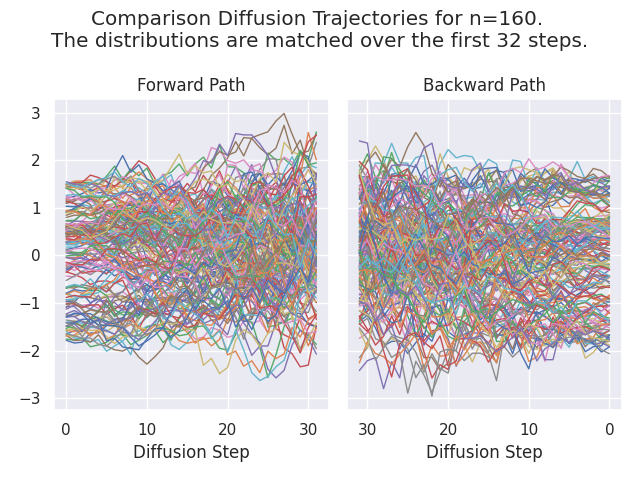 Comparison Diffusion Trajectories for n=160.
The distributions are matched over the first 32 steps.
Forward Path
Backward Path
3
2
1
0
−1
−2
−3
0 10 20 30
30 20 10 0
Diffusion Step
Diffusion Step